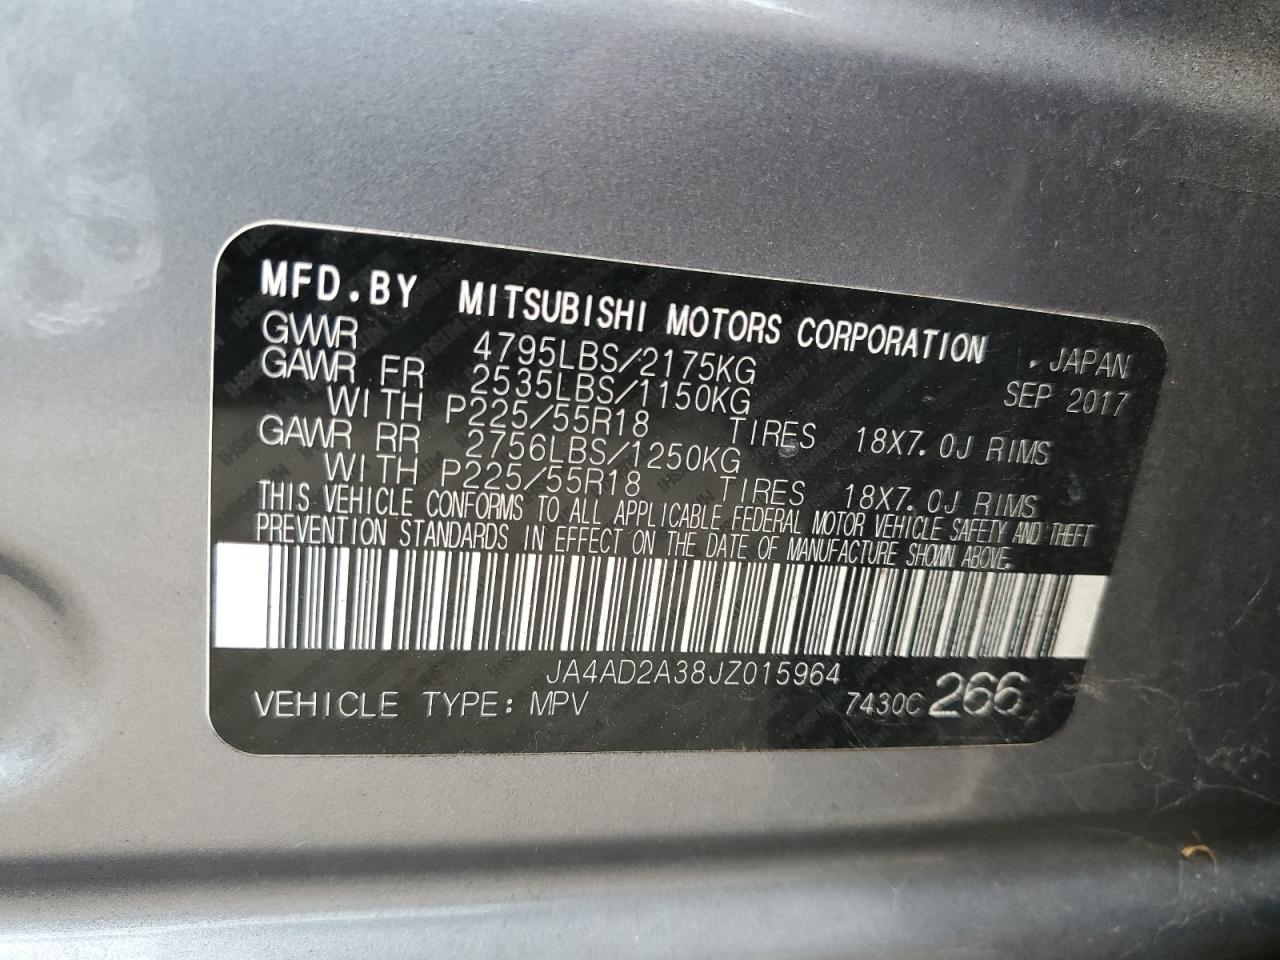 MFD.BY MITSUBISHI MOTORS CORPORATION , JAPAN
GVWR 4795LBS/2175KG SEP 2017
GAWR FR 2535LBS/1150KG
WITH P225/55R18 TIRES 18X7.0J RIMS
GAWR RR 2756LBS/1250KG
WITH P225/55R18 TIRES 18X7.0J RIMS
THIS VEHICLE CONFORMS TO ALL APPLICABLE FEDERAL MOTOR VEHICLE SAFETY AND THEFT
PREVENTION STANDARDS IN EFFECT ON THE DATE OF MANUFACTURE SHOWN ABOVE.
JA4AD2A38JZ015964
VEHICLE TYPE: MPV 7430C 266